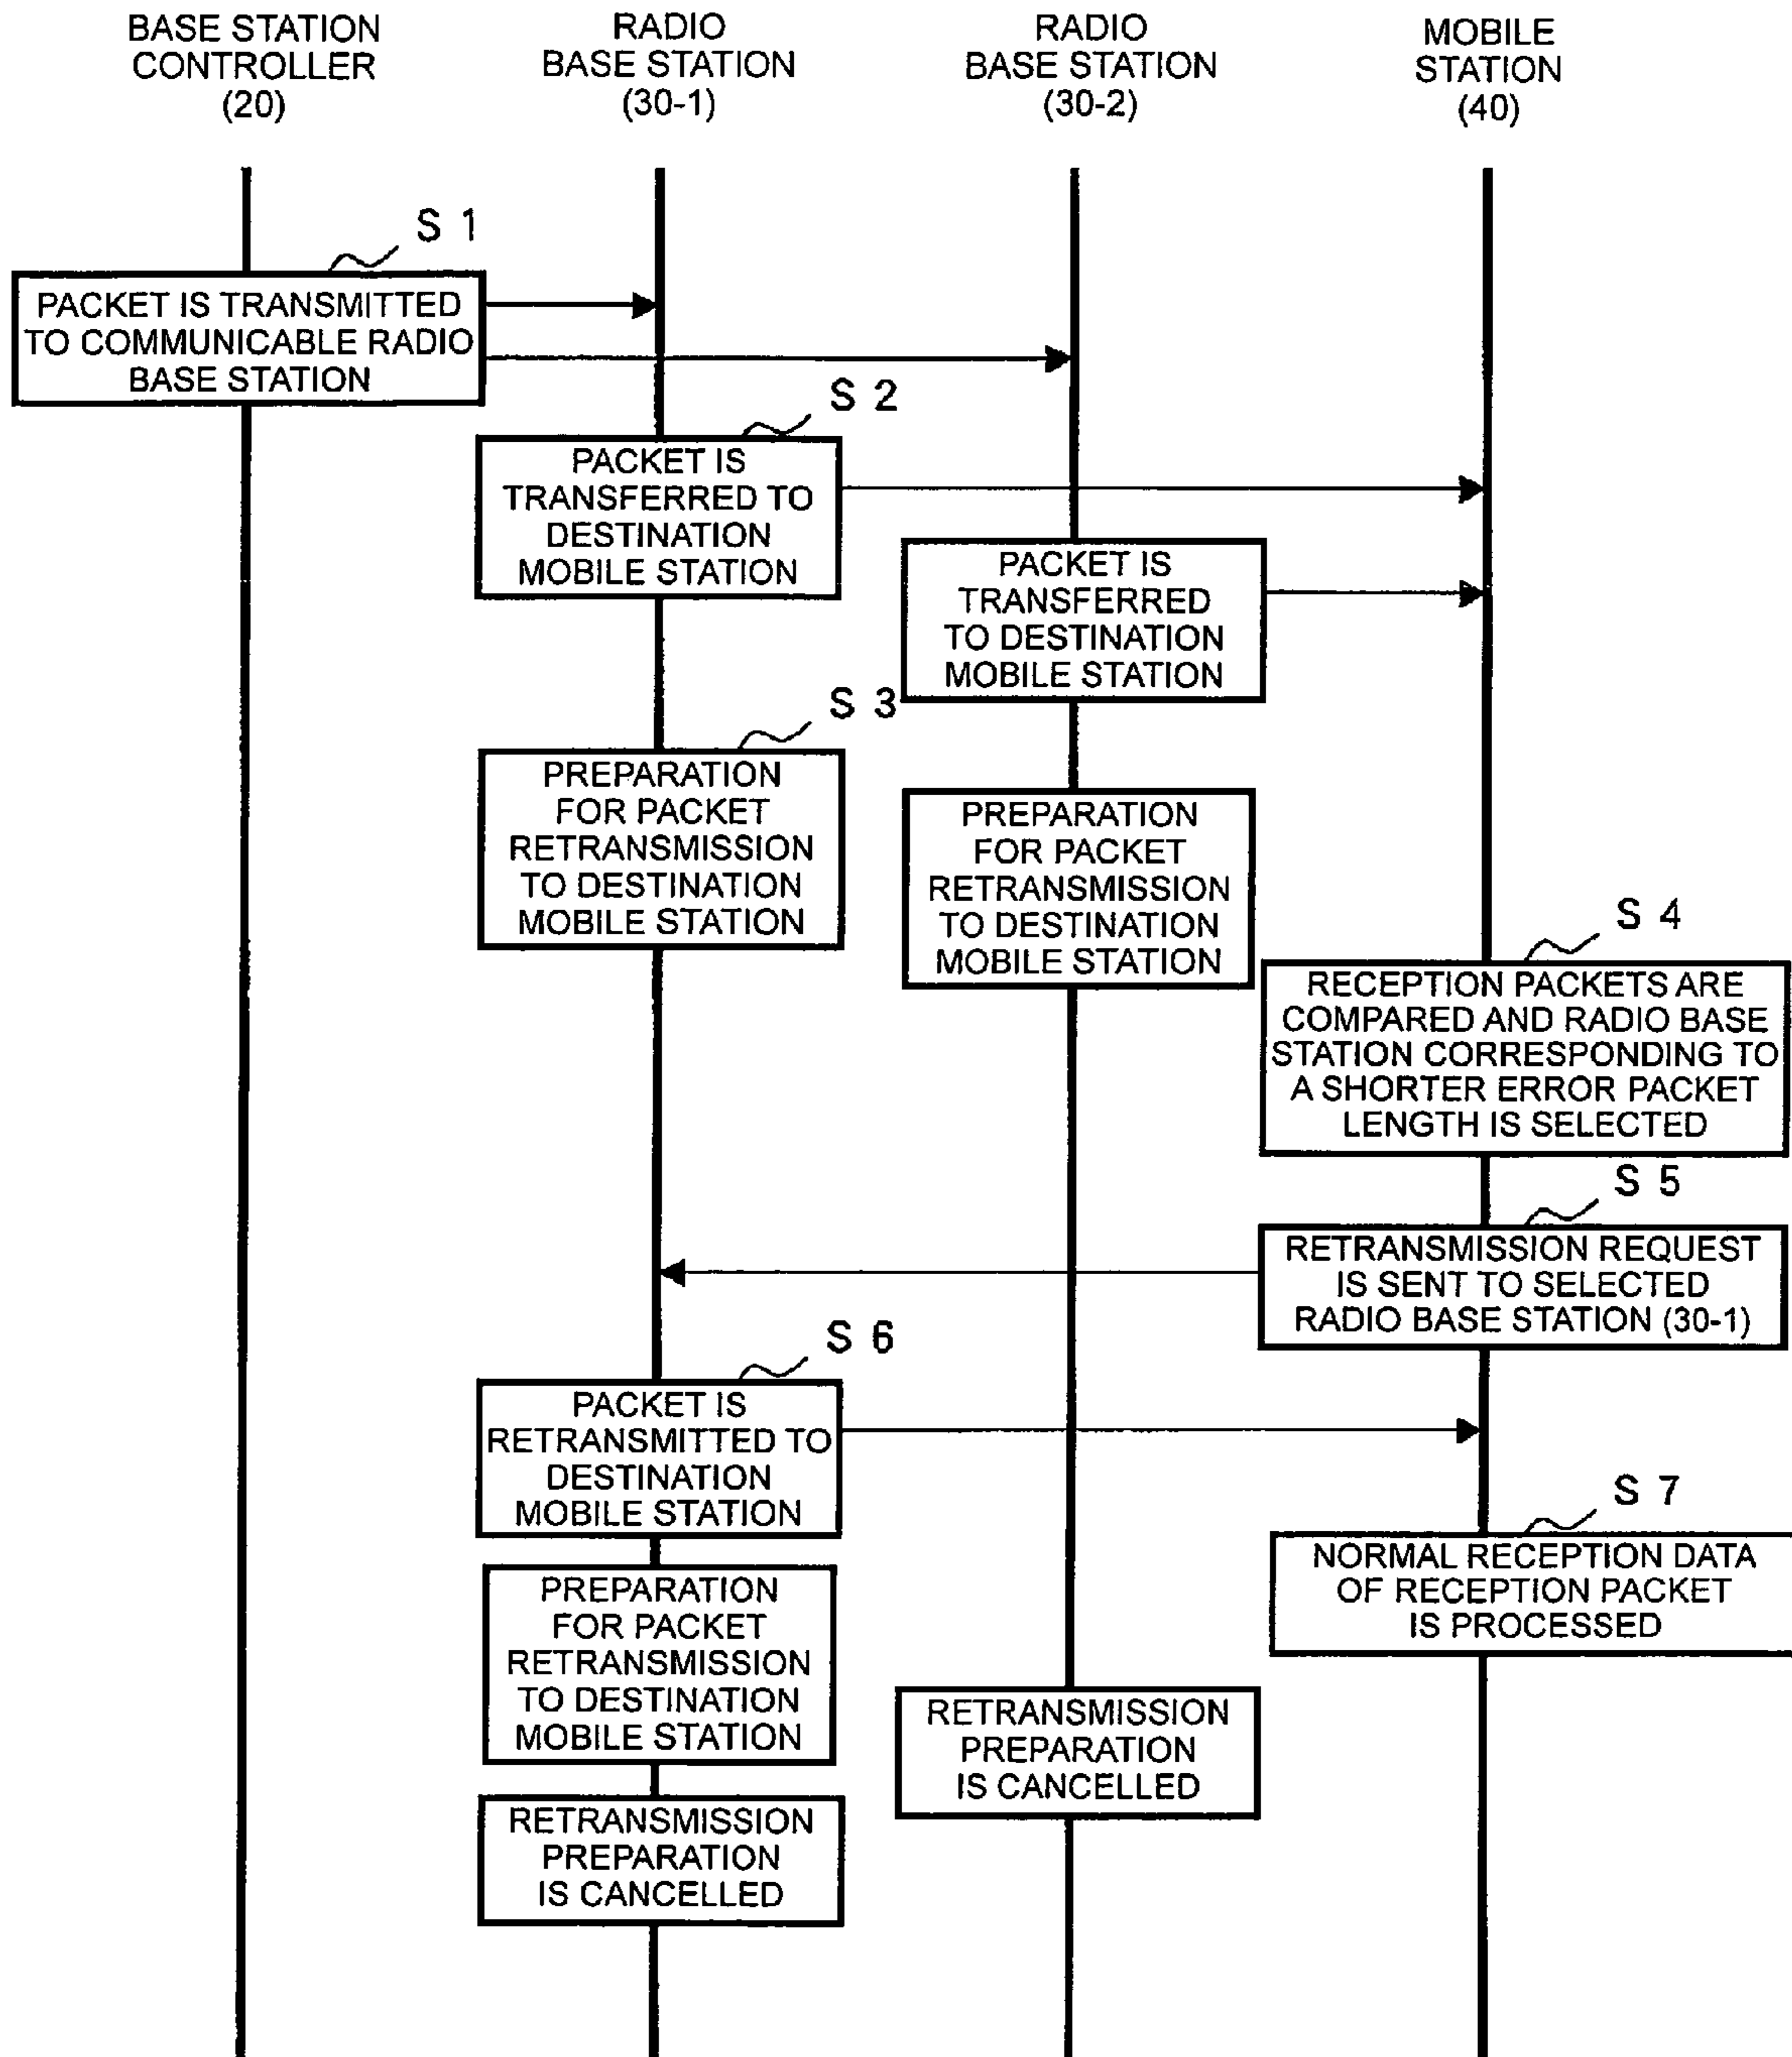 BASE STATION
CONTROLLER
(20)
RADIO
BASE STATION
(30-1)
RADIO
BASE STATION
(30-2)
MOBILE
STATION
(40)
S 1
PACKET IS TRANSMITTED
TO COMMUNICABLE RADIO
BASE STATION
S 2
PACKET IS
TRANSFERRED TO
DESTINATION
MOBILE STATION
PACKET IS
TRANSFERRED
TO DESTINATION
MOBILE STATION
S 3
PREPARATION
FOR PACKET
RETRANSMISSION
TO DESTINATION
MOBILE STATION
PREPARATION
FOR PACKET
RETRANSMISSION
TO DESTINATION
MOBILE STATION
S 4
RECEPTION PACKETS ARE
COMPARED AND RADIO BASE
STATION CORRESPONDING TO
A SHORTER ERROR PACKET
LENGTH IS SELECTED
S 5
RETRANSMISSION REQUEST
IS SENT TO SELECTED
RADIO BASE STATION (30-1)
S 6
PACKET IS
RETRANSMITTED TO
DESTINATION
MOBILE STATION
S 7
NORMAL RECEPTION DATA
OF RECEPTION PACKET
IS PROCESSED
PREPARATION
FOR PACKET
RETRANSMISSION
TO DESTINATION
MOBILE STATION
RETRANSMISSION
PREPARATION
IS CANCELLED
RETRANSMISSION
PREPARATION
IS CANCELLED